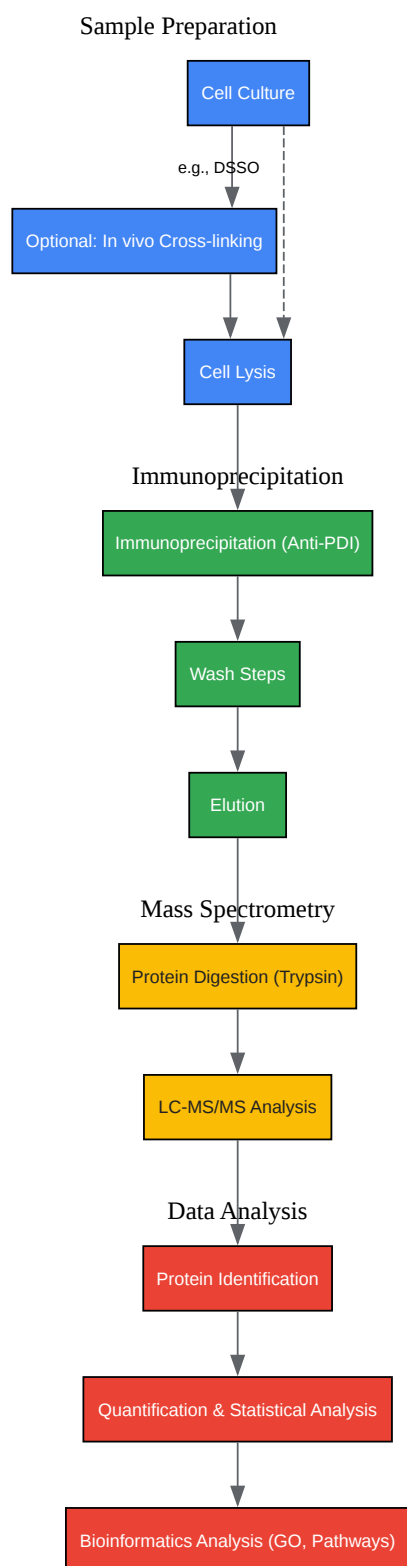 Sample Preparation
Cell Culture
e.g., DSSO
Optional: In vivo Cross-linking
Cell Lysis
Immunoprecipitation
Immunoprecipitation (Anti-PDI)
Wash Steps
Elution
Mass Spectrometry
Protein Digestion (Trypsin)
LC-MS/MS Analysis
Data Analysis
Protein Identification
Quantification & Statistical Analysis
Bioinformatics Analysis (GO, Pathways)